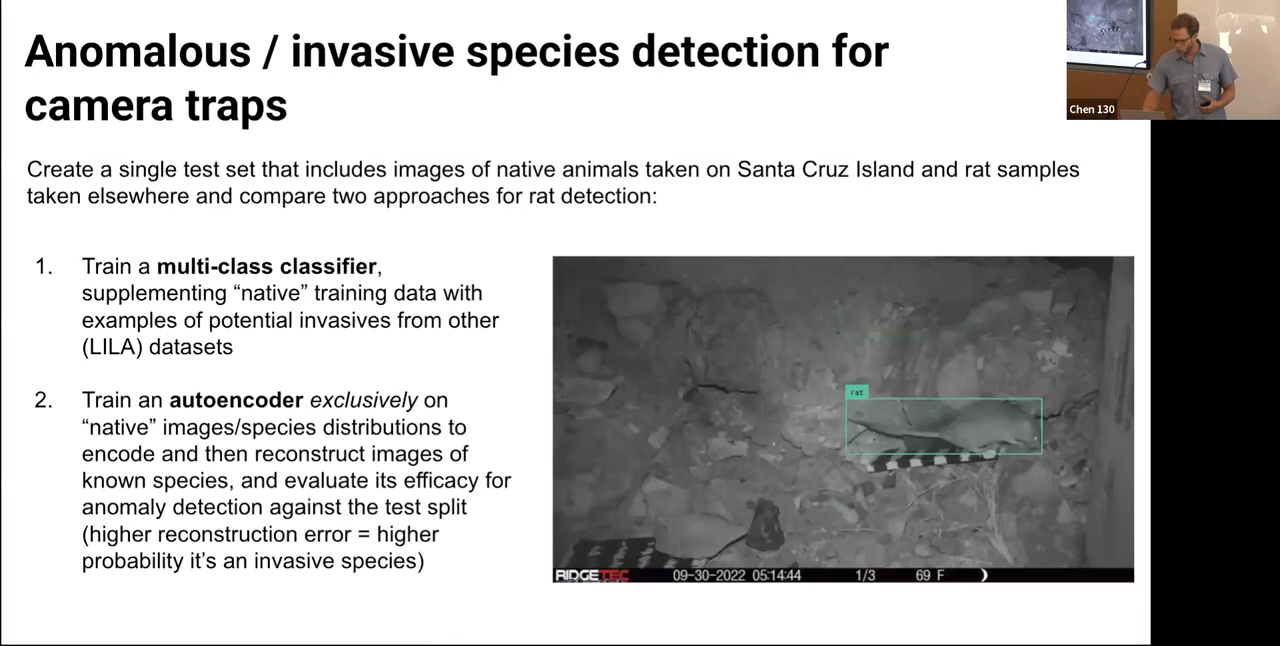 Anomalous / invasive species detection for
camera traps
Chen 130
Create a single test set that includes images of native animals taken on Santa Cruz Island and rat samples
taken elsewhere and compare two approaches for rat detection:
1. Train a multi-class classifier,
supplementing “native” training data with
examples of potential invasives from other
(LILA) datasets
2. Train an autoencoder exclusively on
“native” images/species distributions to
encode and then reconstruct images of
known species, and evaluate its efficacy for
anomaly detection against the test split
(higher reconstruction error = higher
probability it’s an invasive species)
rat
RIDGETEC 09-30-2022 05:14:44 1/3 69 F